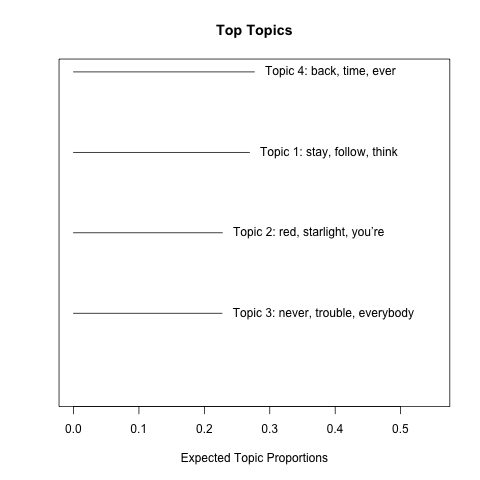 Top Topics
Topic 4: back, time, ever
Topic 1: stay, follow, think
Topic 2: red, starlight, you’re
Topic 3: never, trouble, everybody
0.0 0.1 0.2 0.3 0.4 0.5
Expected Topic Proportions